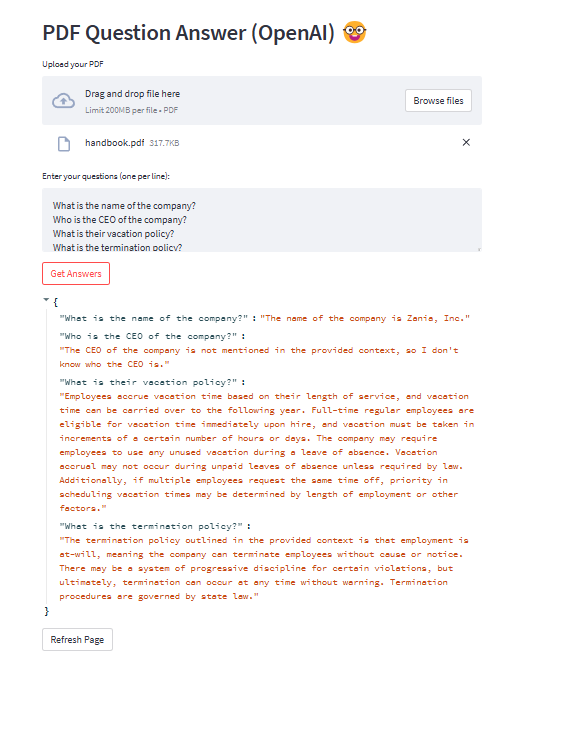 PDF Question Answer (OpenAI) 🤓
Upload your PDF
Drag and drop file here
Limit 200MB per file • PDF
Browse files
handbook.pdf 317.7KB
Enter your questions (one per line):
What is the name of the company?
Who is the CEO of the company?
What is their vacation policy?
What is the termination policy?
Get Answers
{
"What is the name of the company?" : "The name of the company is Zania, Inc."
"Who is the CEO of the company?" :
"The CEO of the company is not mentioned in the provided context, so I don't
know who the CEO is."
"What is their vacation policy?" :
"Employees accrue vacation time based on their length of service, and vacation
time can be carried over to the following year. Full-time regular employees are
eligible for vacation time immediately upon hire, and vacation must be taken in
increments of a certain number of hours or days. The company may require
employees to use any unused vacation during a leave of absence. Vacation
accrual may not occur during unpaid leaves of absence unless required by law.
Additionally, if multiple employees request the same time off, priority in
scheduling vacation times may be determined by length of employment or other
factors."
"What is the termination policy?" :
"The termination policy outlined in the provided context is that employment is
at-will, meaning the company can terminate employees without cause or notice.
There may be a system of progressive discipline for certain violations, but
ultimately, termination can occur at any time without warning. Termination
procedures are governed by state law."
}
Refresh Page